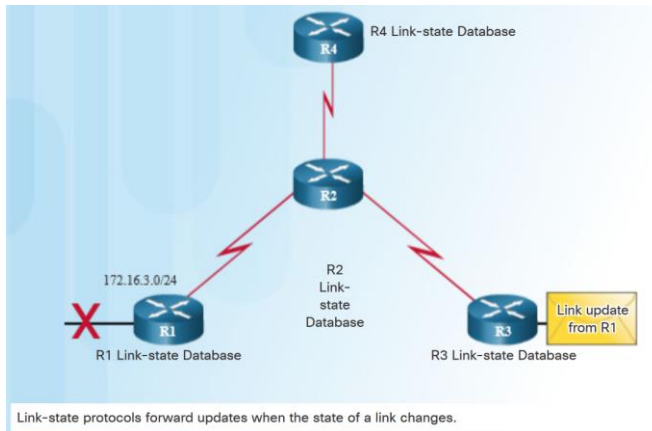 R4
R4 Link-state Database
R2
R2
Link-
state
Database
172.16.3.0/24
X
R1
R1 Link-state Database
R3
R3 Link-state Database
Link update
from R1
Link-state protocols forward updates when the state of a link changes.